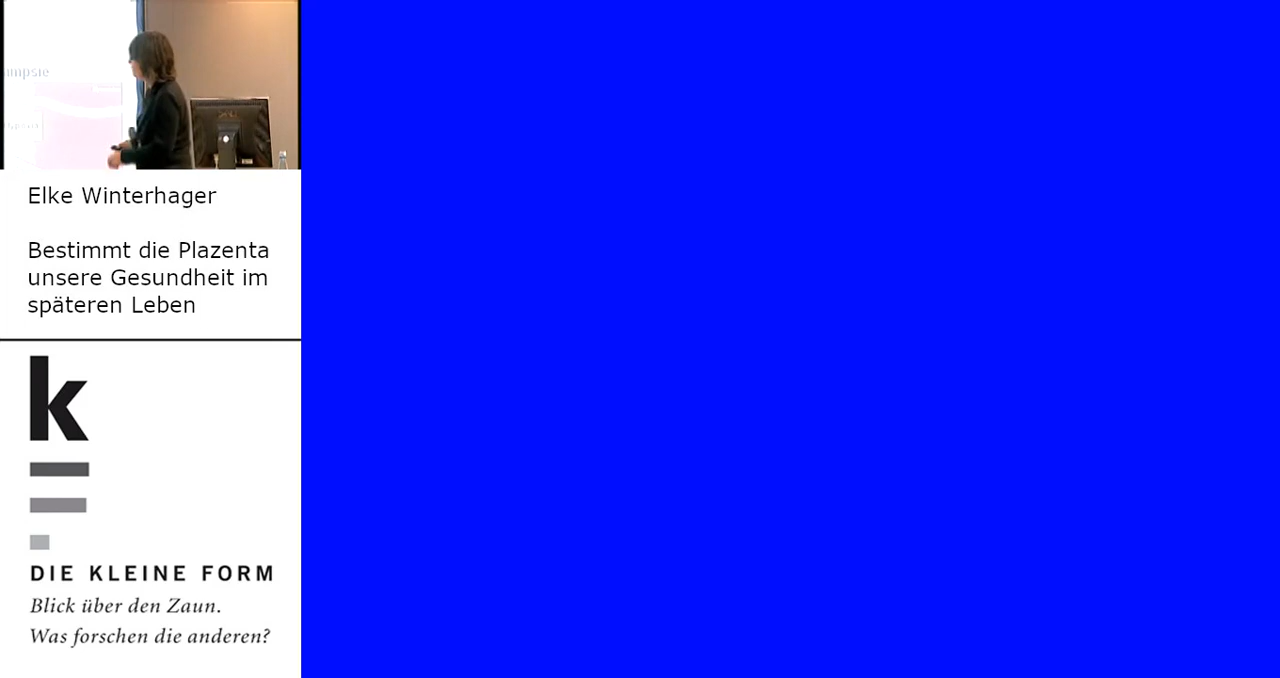 Elke Winterhager
Bestimmt die Plazenta
unsere Gesundheit im
späteren Leben
k
DIE KLEINE FORM
Blick über den Zaun.
Was forschen die anderen?